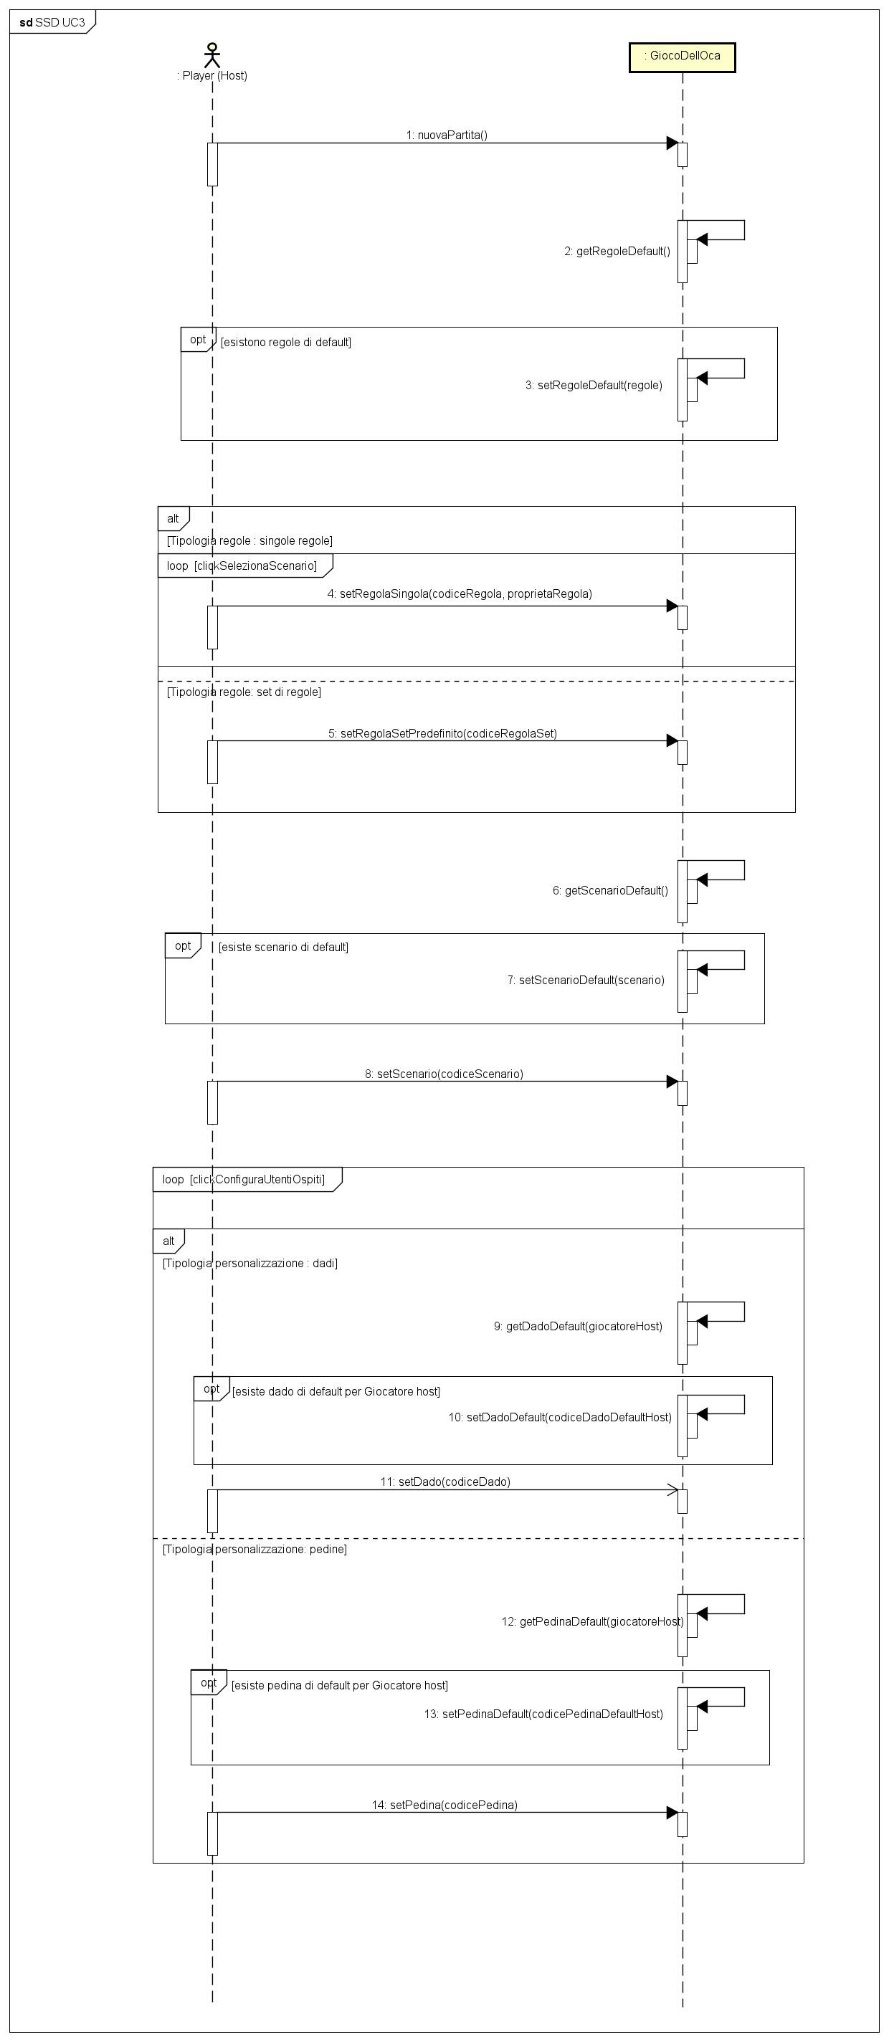 sd SSD UC3
: Player (Host)
: GiocoDellOca
1: nuovaPartita()
2: getRegoleDefault()
opt [esistono regole di default]
3: setRegoleDefault(regole)
alt
[Tipologia regole : singole regole]
loop [clickSelezionaScenario]
4: setRegolaSingola(codiceRegola, proprietaRegola)
[Tipologia regole: set di regole]
5: setRegolaSetPredefinito(codiceRegolaSet)
6: getScenarioDefault()
opt [esiste scenario di default]
7: setScenarioDefault(scenario)
8: setScenario(codiceScenario)
loop [clickConfiguraUtentiOspiti]
alt
[Tipologia personalizzazione : dadi]
9: getDadoDefault(giocatoreHost)
opt [esiste dado di default per Giocatore host]
10: setDadoDefault(codiceDadoDefaultHost)
11: setDado(codiceDado)
[Tipologia personalizzazione: pedine]
12: getPedinaDefault(giocatoreHost)
opt [esiste pedina di default per Giocatore host]
13: setPedinaDefault(codicePedinaDefaultHost)
14: setPedina(codicePedina)